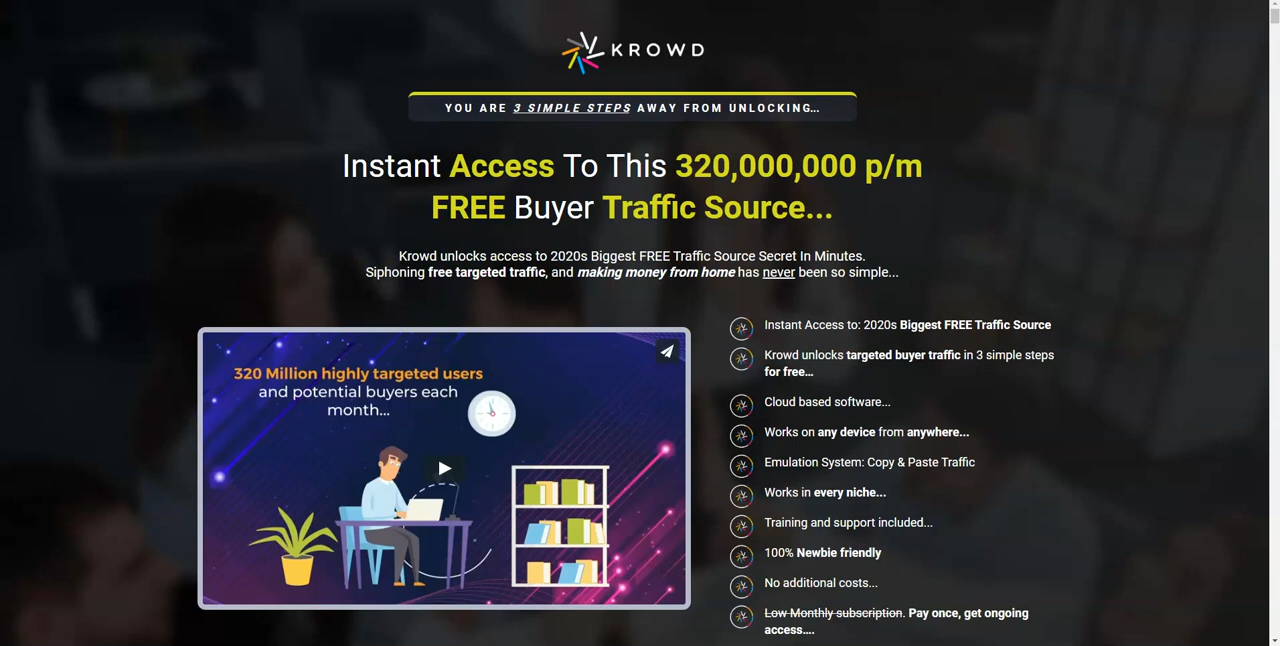 KROWD
YOU ARE 3 SIMPLE STEPS AWAY FROM UNLOCKING...
Instant Access To This 320,000,000 p/m
FREE Buyer Traffic Source...
Krowd unlocks access to 2020s Biggest FREE Traffic Source Secret In Minutes.
Siphoning free targeted traffic, and making money from home has never been so simple...
320 Million highly targeted users
and potential buyers each
month...
Instant Access to: 2020s Biggest FREE Traffic Source
Krowd unlocks targeted buyer traffic in 3 simple steps
for free...
Cloud based software...
Works on any device from anywhere...
Emulation System: Copy & Paste Traffic
Works in every niche...
Training and support included...
100% Newbie friendly
No additional costs...
Low Monthly subscription. Pay once, get ongoing
access....